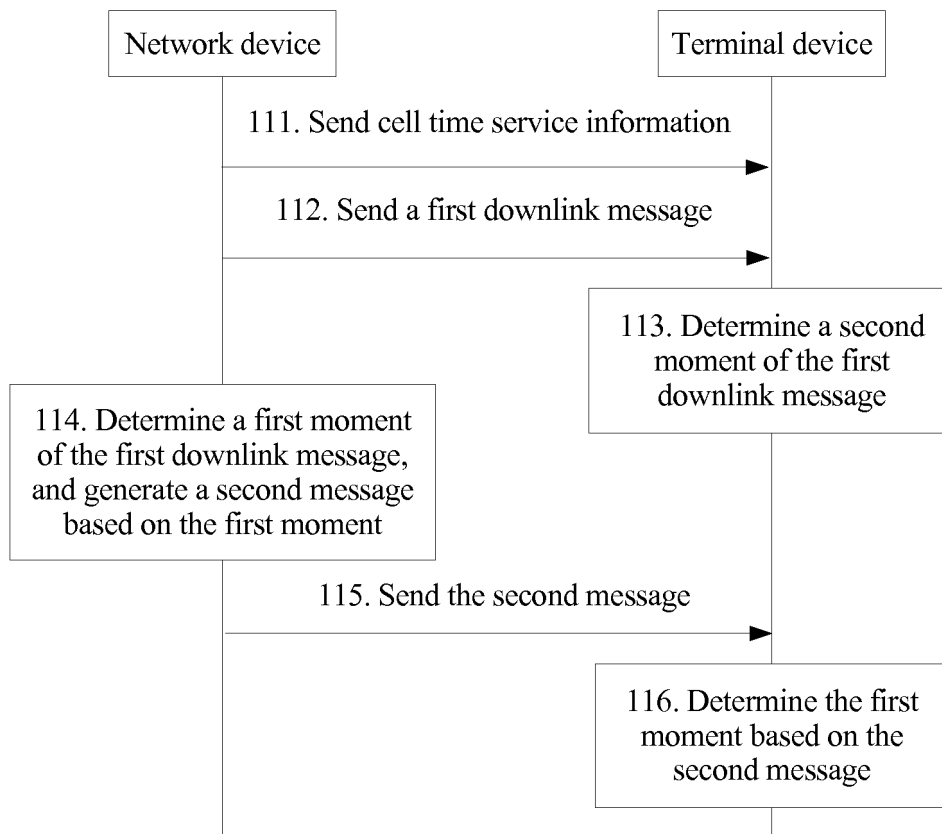 Network device
Terminal device
111. Send cell time service information
112. Send a first downlink message
113. Determine a second
moment of the first
downlink message
114. Determine a first moment
of the first downlink message,
and generate a second message
based on the first moment
115. Send the second message
116. Determine the first
moment based on the
second message